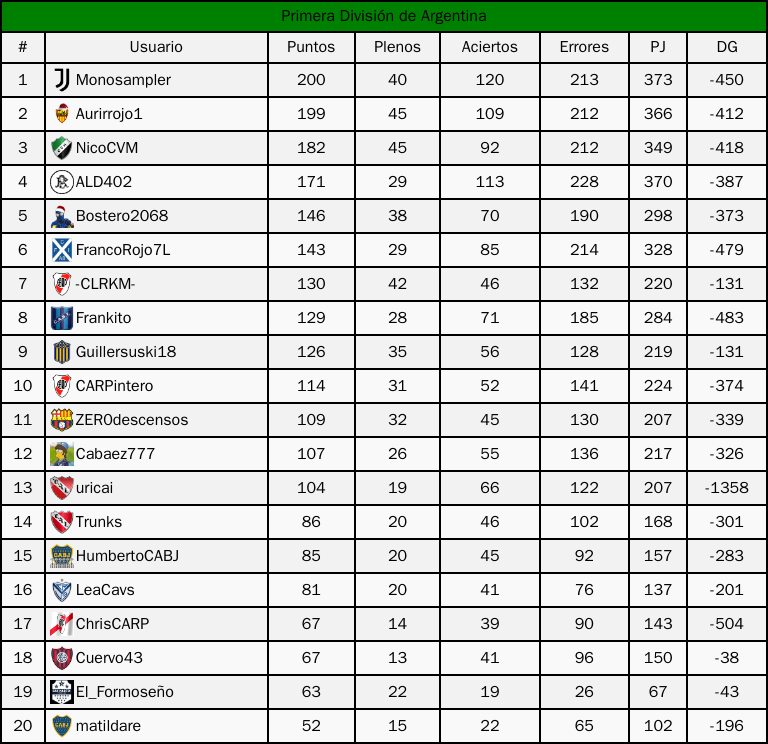 Primera División de Argentina
# Usuario Puntos Plenos Aciertos Errores PJ DG
1 Monosampler 200 40 120 213 373 -450
2 Aurirrojo1 199 45 109 212 366 -412
3 NicoCVM 182 45 92 212 349 -418
4 ALD402 171 29 113 228 370 -387
5 Bostero2068 146 38 70 190 298 -373
6 FrancoRojo7L 143 29 85 214 328 -479
7 -CLRKM- 130 42 46 132 220 -131
8 Frankito 129 28 71 185 284 -483
9 Guillersuski18 126 35 56 128 219 -131
10 CARPintero 114 31 52 141 224 -374
11 ZER0descensos 109 32 45 130 207 -339
12 Cabaez777 107 26 55 136 217 -326
13 uricai 104 19 66 122 207 -1358
14 Trunks 86 20 46 102 168 -301
15 HumbertoCABJ 85 20 45 92 157 -283
16 LeaCavs 81 20 41 76 137 -201
17 ChrisCARP 67 14 39 90 143 -504
18 Cuervo43 67 13 41 96 150 -38
19 El_Formoseño 63 22 19 26 67 -43
20 matildare 52 15 22 65 102 -196